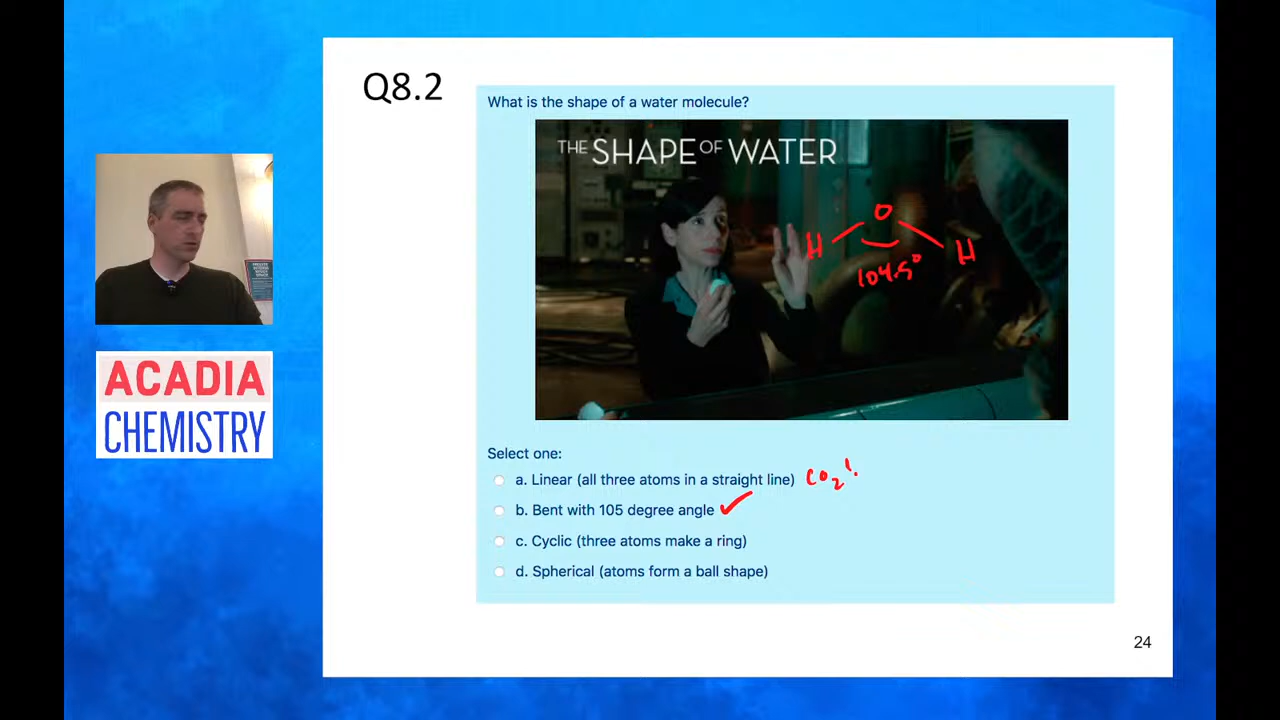 Q8.2
What is the shape of a water molecule?
THE SHAPE OF WATER
O
H H
104.5°
ACADIA
CHEMISTRY
Select one:
a. Linear (all three atoms in a straight line) CO2!
b. Bent with 105 degree angle ✓
c. Cyclic (three atoms make a ring)
d. Spherical (atoms form a ball shape)
24